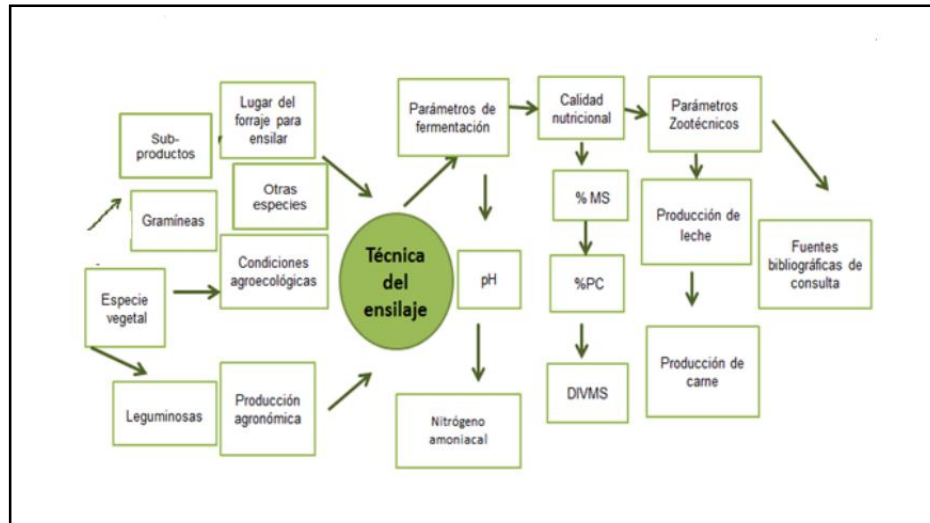 Sub-
productos
Lugar del
forraje para
ensilar
Otras
especies
Gramíneas
Especie
vegetal
Condiciones
agroecológicas
Leguminosas
Producción
agronómica
Técnica
del
ensilaje
Parámetros de
fermentación
pH
Nitrógeno
amoniacal
Calidad
nutricional
% MS
%PC
DIVMS
Parámetros
Zootécnicos
Producción de
leche
Producción de
carne
Fuentes
bibliográficas de
consulta